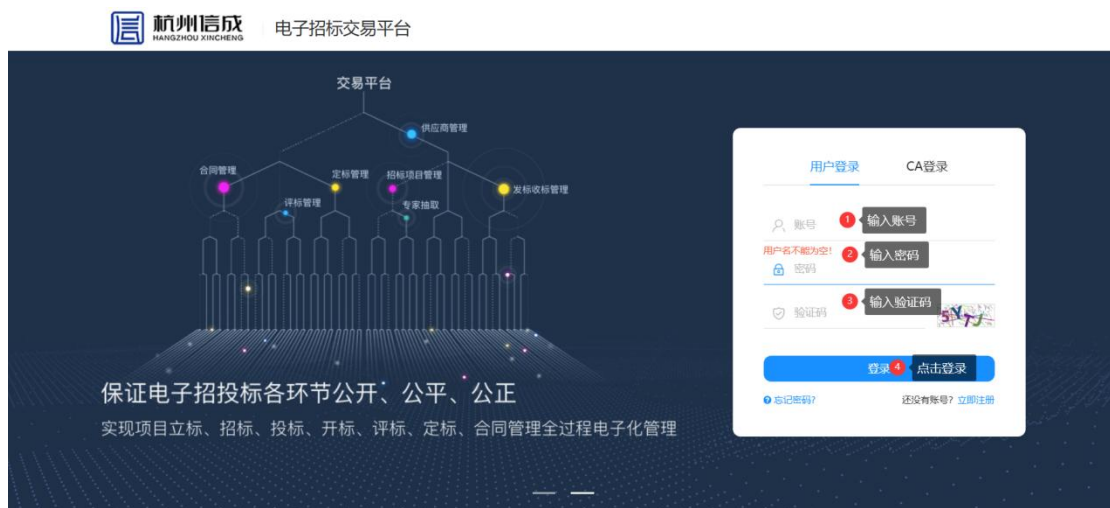 杭州信成
HANGZHOU XINCHENG
电子招标交易平台
交易平台
供应商管理
合同管理
定标管理
招标项目管理
发标收标管理
评标管理
专家抽取
保证电子招投标各环节公开、公平、公正
实现项目立标、招标、投标、开标、评标、定标、合同管理全过程电子化管理
用户登录
CA登录
账号
1 输入账号
用户名不能为空!
密码
2 输入密码
验证码
3 输入验证码
5YTJ
登录
4 点击登录
忘记密码?
还没有账号? 立即注册